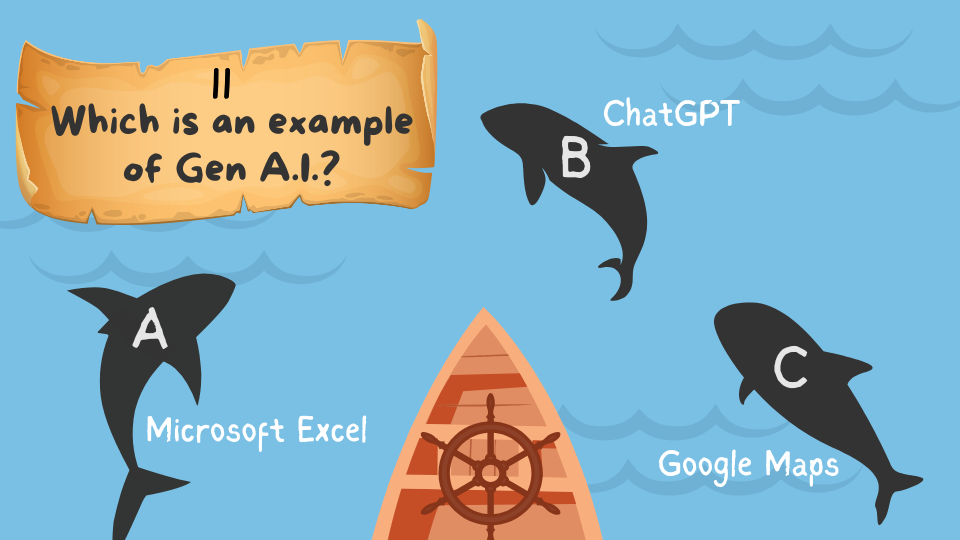 11
Which is an example
of Gen A.I.?
B
ChatGPT
A
Microsoft Excel
C
Google Maps